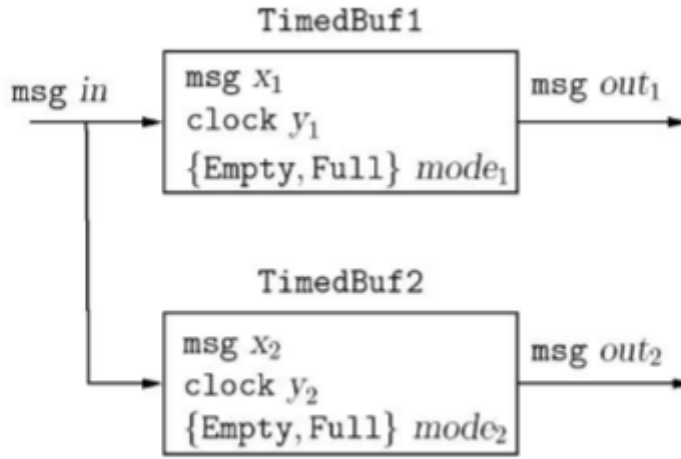 TimedBuf1
msg in
msg x₁
clock y₁
{Empty, Full} mode₁
msg out₁
TimedBuf2
msg x₂
clock y₂
{Empty, Full} mode₂
msg out₂